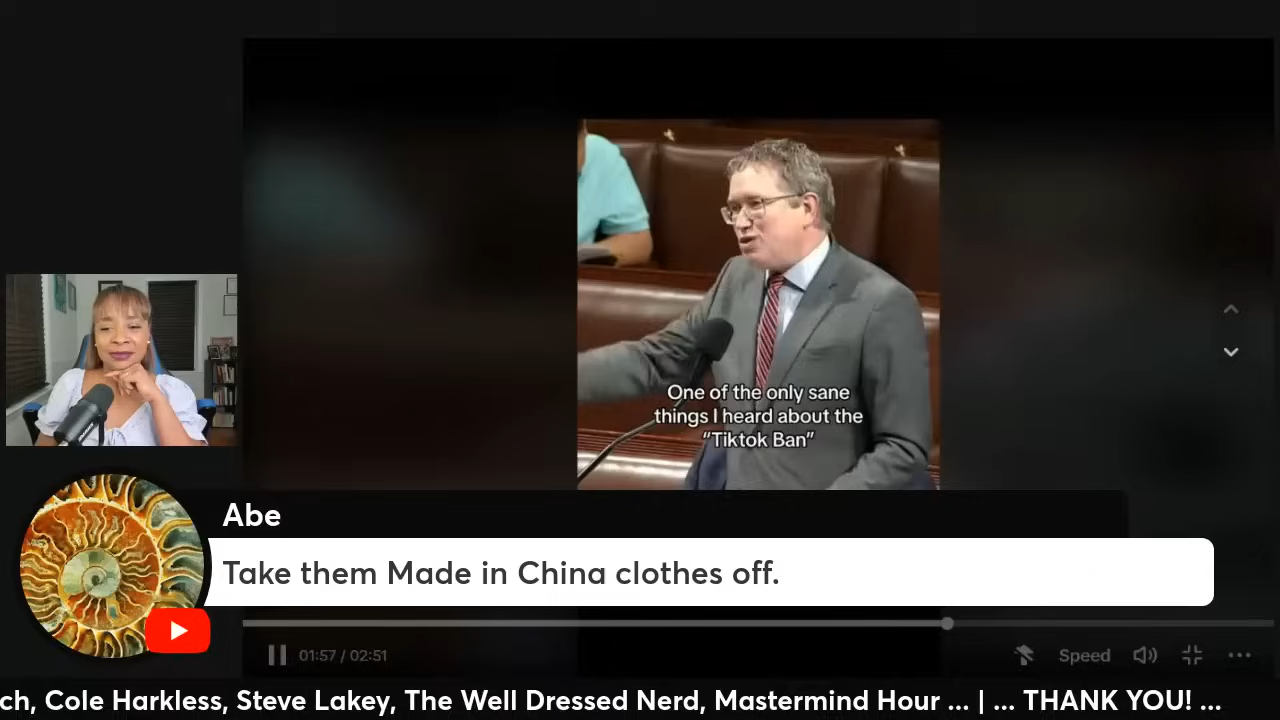 One of the only sane
things I heard about the
“Tiktok Ban”
Abe
Take them Made in China clothes off.
01:57 / 02:51
Speed
ch, Cole Harkless, Steve Lakey, The Well Dressed Nerd, Mastermind Hour ... | ... THANK YOU! ...